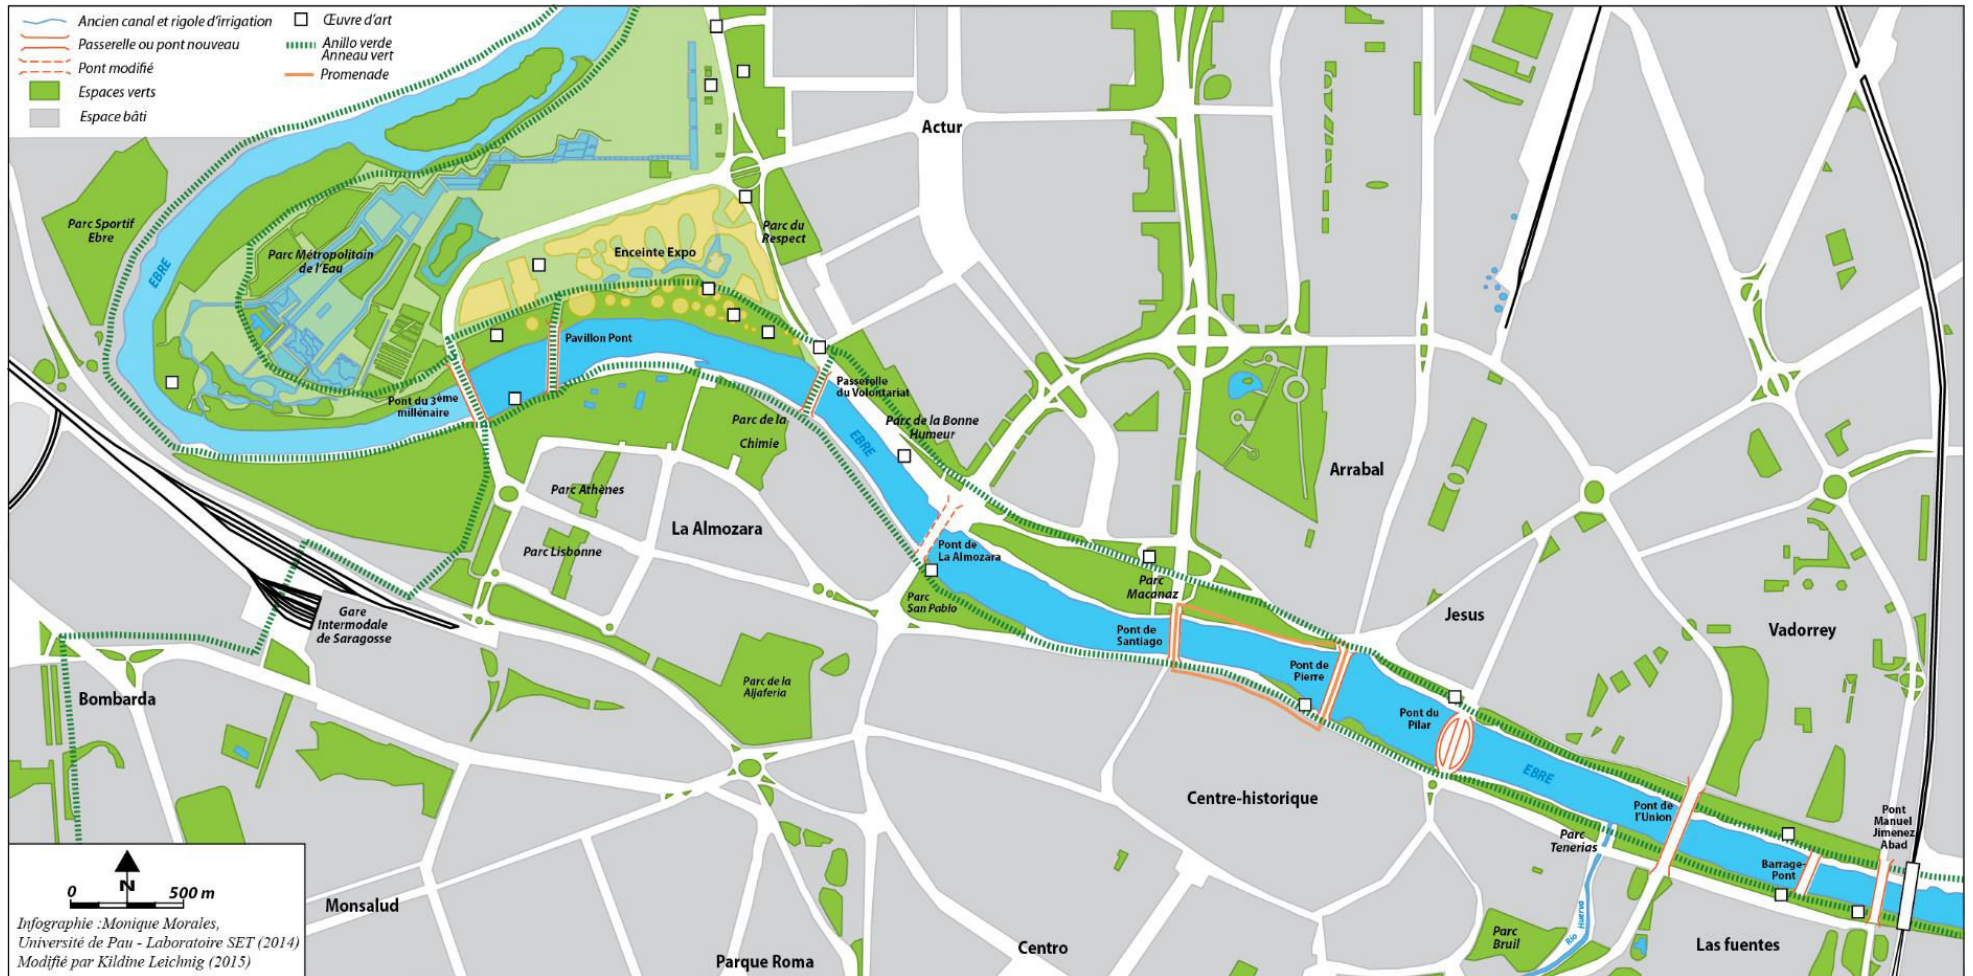 Ancien canal et rigole d'irrigation
Passerelle ou pont nouveau
Pont modifié
Espaces verts
Espace bâti
Œuvre d'art
Anillo verde
Anneau vert
Promenade
Actur
Parc Sportif
Ebre
EBRE
Parc Métropolitain
de l'Eau
Enceinte Expo
Parc du
Respect
Pavillon Pont
Pont du 3ème
millénaire
Passerelle
du Volontariat
Parc de la
Chimie
EBRE
Parc de la Bonne
Humeur
Arrabal
Parc Athènes
La Almozara
Parc Lisbonne
Pont de
La Almozara
Parc
San Pablo
Parc
Macanaz
Gare
Intermodale
de Saragosse
Jesus
Vadorrey
Pont de
Santiago
Pont de
Pierre
Bombarda
Parc de la
Aljaferia
Pont du
Pilar
EBRE
Centre-historique
Pont de
l'Union
Pont
Manuel
Jimenez
Abad
Parc
Tenerias
Barrage-
Pont
Rio Huerva
Parc
Bruil
Las fuentes
Monsalud
Centro
Parque Roma
N
0 500 m
Infographie :Monique Morales,
Université de Pau - Laboratoire SET (2014)
Modifié par Kildine Leichnig (2015)